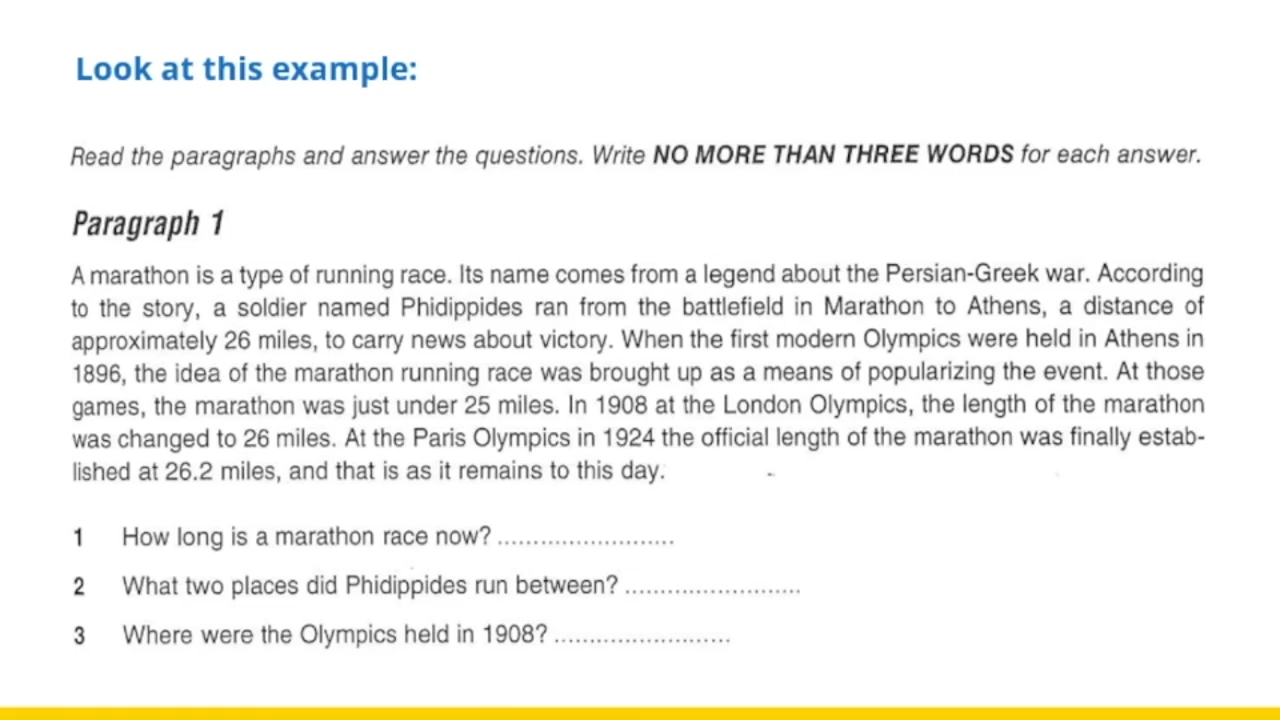 Look at this example:
Read the paragraphs and answer the questions. Write NO MORE THAN THREE WORDS for each answer.
Paragraph 1
A marathon is a type of running race. Its name comes from a legend about the Persian-Greek war. According
to the story, a soldier named Phidippides ran from the battlefield in Marathon to Athens, a distance of
approximately 26 miles, to carry news about victory. When the first modern Olympics were held in Athens in
1896, the idea of the marathon running race was brought up as a means of popularizing the event. At those
games, the marathon was just under 25 miles. In 1908 at the London Olympics, the length of the marathon
was changed to 26 miles. At the Paris Olympics in 1924 the official length of the marathon was finally estab-
lished at 26.2 miles, and that is as it remains to this day.
1 How long is a marathon race now? .........................
2 What two places did Phidippides run between? .........................
3 Where were the Olympics held in 1908? .........................